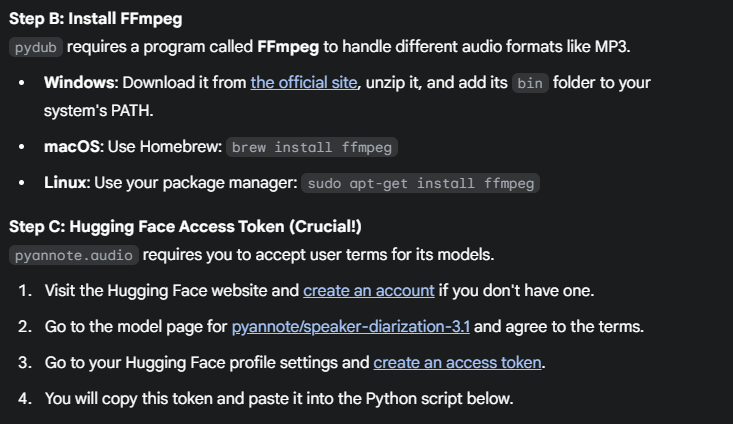 Step B: Install FFmpeg
pydub requires a program called FFmpeg to handle different audio formats like MP3.
• Windows: Download it from the official site, unzip it, and add its bin folder to your
system's PATH.
• macOS: Use Homebrew: brew install ffmpeg
• Linux: Use your package manager: sudo apt-get install ffmpeg
Step C: Hugging Face Access Token (Crucial!)
pyannote.audio requires you to accept user terms for its models.
1. Visit the Hugging Face website and create an account if you don't have one.
2. Go to the model page for pyannote/speaker-diarization-3.1 and agree to the terms.
3. Go to your Hugging Face profile settings and create an access token.
4. You will copy this token and paste it into the Python script below.